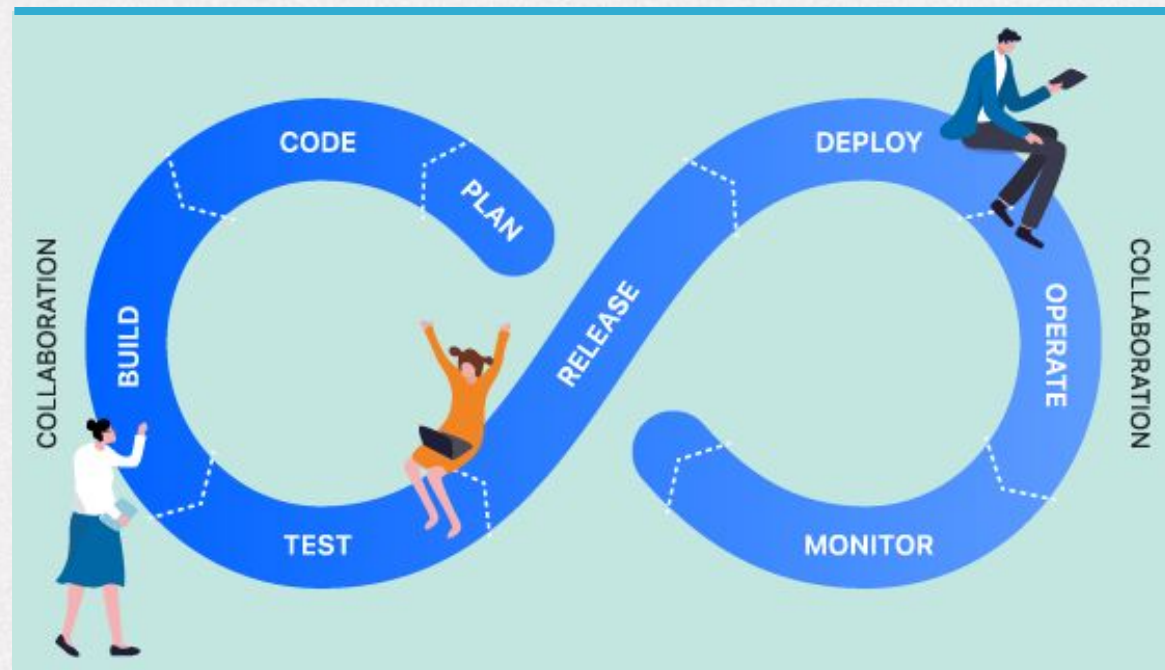 COLLABORATION
PLAN
CODE
BUILD
TEST
RELEASE
DEPLOY
OPERATE
MONITOR
COLLABORATION